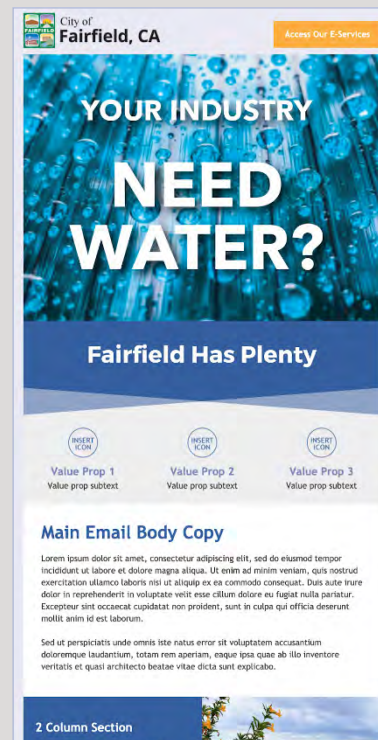 City of
Fairfield, CA
FAIRFIELD
Access Our E-Services
YOUR INDUSTRY
NEED
WATER?
Fairfield Has Plenty
INSERT
ICON
INSERT
ICON
INSERT
ICON
Value Prop 1
Value Prop 2
Value Prop 3
Value prop subtext
Value prop subtext
Value prop subtext
Main Email Body Copy
Lorem ipsum dolor sit amet, consectetur adipiscing elit, sed do eiusmod tempor
incididunt ut labore et dolore magna aliqua. Ut enim ad minim veniam, quis nostrud
exercitation ullamco laboris nisi ut aliquip ex ea commodo consequat. Duis aute irure
dolor in reprehenderit in voluptate velit esse cillum dolore eu fugiat nulla pariatur.
Excepteur sint occaecat cupidatat non proident, sunt in culpa qui officia deserunt
mollit anim id est laborum.
Sed ut perspiciatis unde omnis iste natus error sit voluptatem accusantium
doloremque laudantium, totam rem aperiam, eaque ipsa quae ab illo inventore
veritatis et quasi architecto beatae vitae dicta sunt explicabo.
2 Column Section